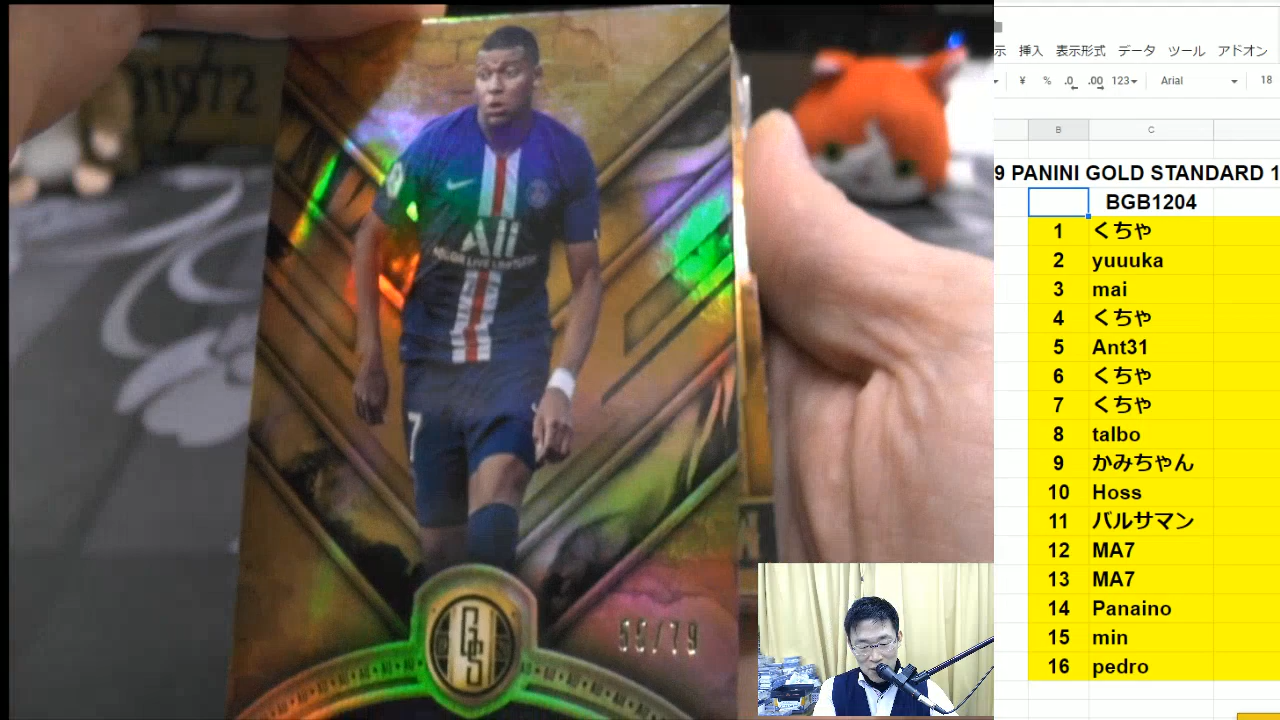 11972
ALL
7
GS
55/79
示 挿入 表示形式 データ ツール アドオン
¥ % .0 .00 123 Arial 18
B C
9 PANINI GOLD STANDARD 1
BGB1204
1 くちゃ
2 yuuuka
3 mai
4 くちゃ
5 Ant31
6 くちゃ
7 くちゃ
8 talbo
9 かみちゃん
10 Hoss
11 バルサマン
12 MA7
13 MA7
14 Panaino
15 min
16 pedro